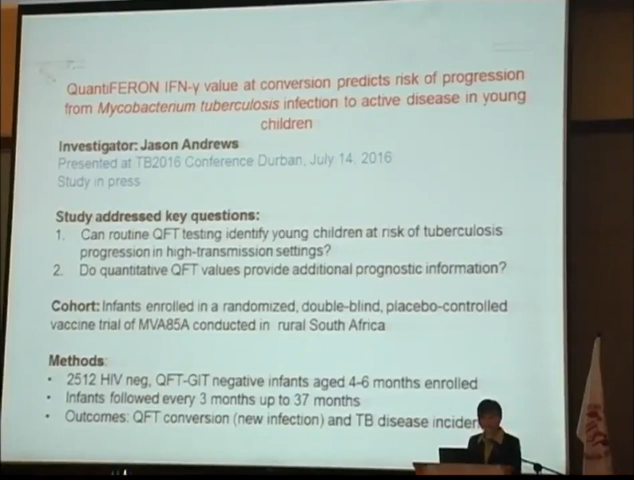 QuantiFERON IFN-γ value at conversion predicts risk of progression
from Mycobacterium tuberculosis infection to active disease in young
children
Investigator: Jason Andrews
Presented at TB2016 Conference Durban, July 14, 2016
Study in press
Study addressed key questions:
1. Can routine QFT testing identify young children at risk of tuberculosis
progression in high-transmission settings?
2. Do quantitative QFT values provide additional prognostic information?
Cohort: Infants enrolled in a randomized, double-blind, placebo-controlled
vaccine trial of MVA85A conducted in rural South Africa
Methods:
• 2512 HIV neg, QFT-GIT negative infants aged 4-6 months enrolled
• Infants followed every 3 months up to 37 months
• Outcomes: QFT conversion (new infection) and TB disease inciden